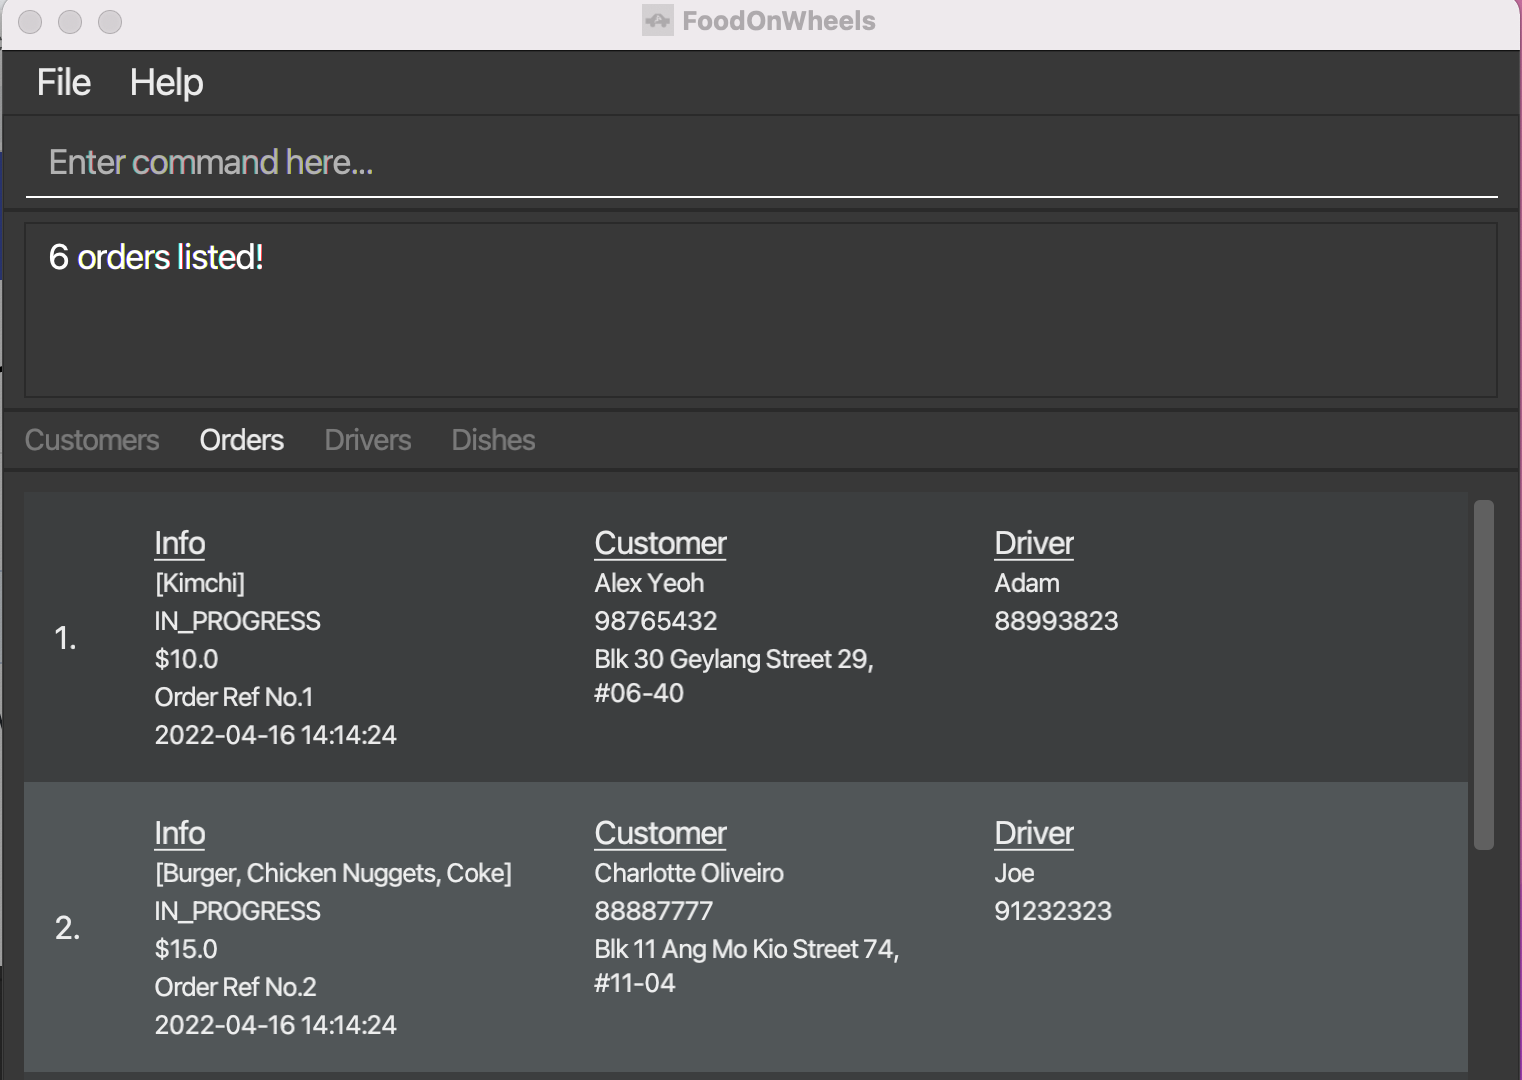 FoodOnWheels
File Help
Enter command here...
6 orders listed!
Customers Orders Drivers Dishes
1.
Info
[Kimchi]
IN_PROGRESS
$10.0
Order Ref No.1
2022-04-16 14:14:24
Customer
Alex Yeoh
98765432
Blk 30 Geylang Street 29,
#06-40
Driver
Adam
88993823
2.
Info
[Burger, Chicken Nuggets, Coke]
IN_PROGRESS
$15.0
Order Ref No.2
2022-04-16 14:14:24
Customer
Charlotte Oliveiro
88887777
Blk 11 Ang Mo Kio Street 74,
#11-04
Driver
Joe
91232323